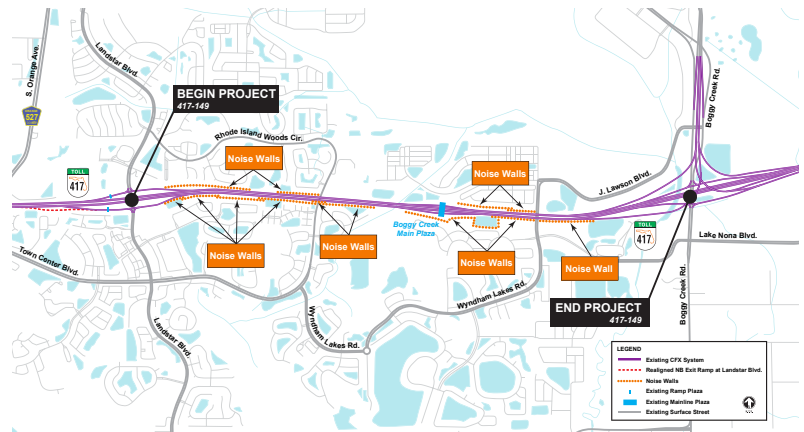 S. Orange Ave.
527
Landstar Blvd.
BEGIN PROJECT
417-149
Rhode Island Woods Cir.
Noise Walls
TOLL
417
Noise Walls
Noise Walls
Town Center Blvd.
Landstar Blvd.
Wyndham Lakes Rd.
Boggy Creek
Main Plaza
Noise Walls
Noise Walls
Noise Wall
Wyndham Lakes Rd.
J. Lawson Blvd.
Boggy Creek Rd.
TOLL
417
Lake Nona Blvd.
Boggy Creek Rd.
END PROJECT
417-149
LEGEND
Existing CFX System
Realigned NB Exit Ramp at Landstar Blvd.
Noise Walls
Existing Ramp Plaza
Existing Mainline Plaza
Existing Surface Street